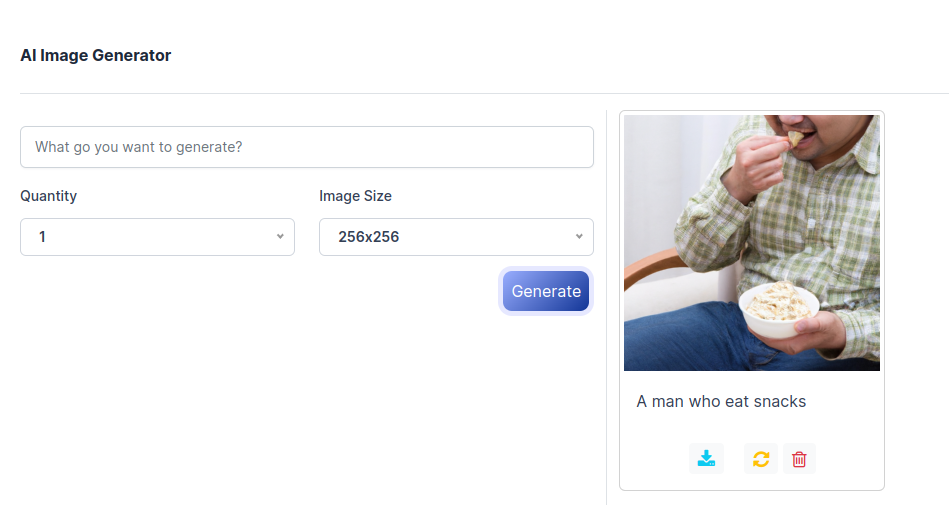 AI Image Generator
What go you want to generate?
Quantity
Image Size
1
256x256
Generate
A man who eat snacks